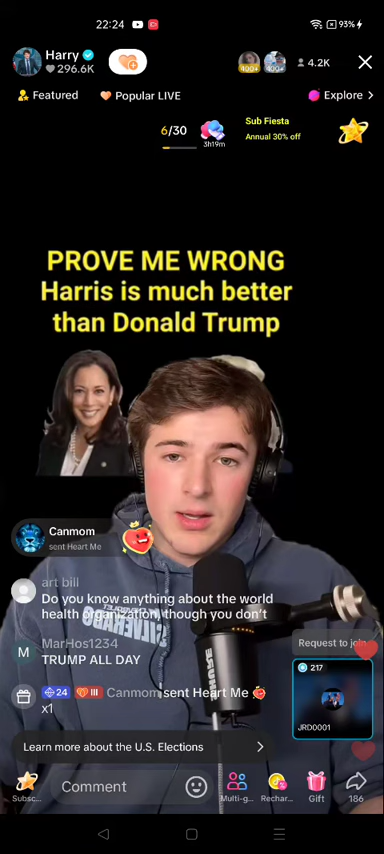 22:24
93%
Harry
296.6K
400+
400+
4.2K
Featured
Popular LIVE
Explore >
6/30
3h19m
Sub Fiesta
Annual 30% off
PROVE ME WRONG
Harris is much better
than Donald Trump
Canmom
sent Heart Me
art bill
Do you know anything about the world
health organization, though you don't
M
MarHos1234
TRUMP ALL DAY
Request to join
24 III Canmom sent Heart Me
x1
217
JRD0001
Learn more about the U.S. Elections >
Subsc...
Comment
Multi-g...
Rechar...
Gift
186